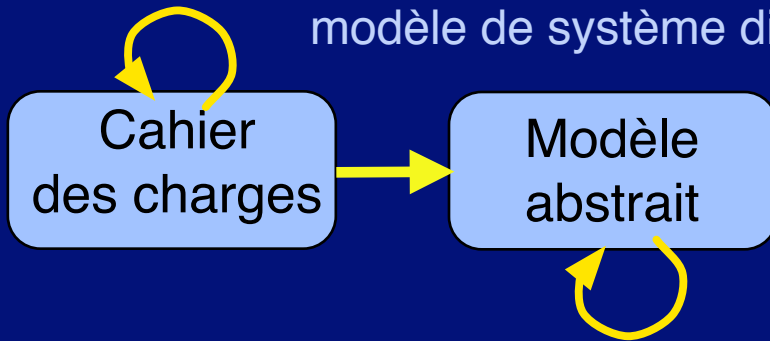 modèle de système
Cahier
des charges
Modèle
abstrait